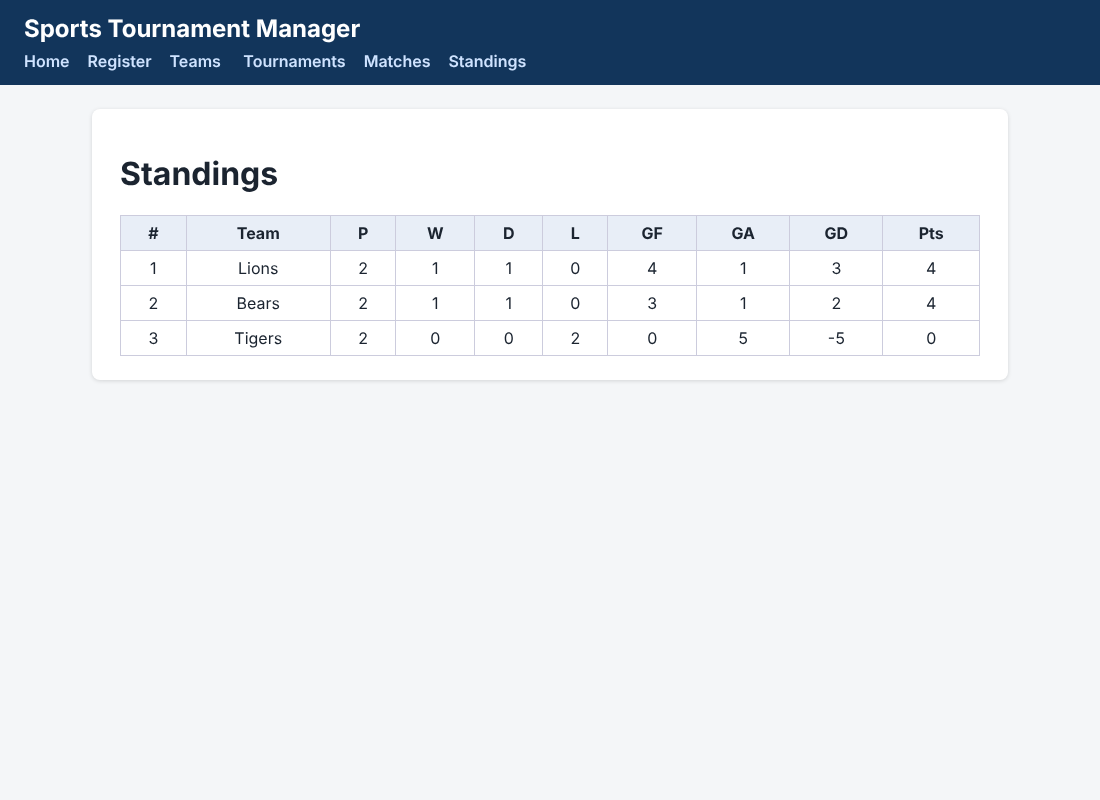 Sports Tournament Manager
Home Register Teams Tournaments Matches Standings
Standings
# Team P W D L GF GA GD Pts
1 Lions 2 1 1 0 4 1 3 4
2 Bears 2 1 1 0 3 1 2 4
3 Tigers 2 0 0 2 0 5 -5 0